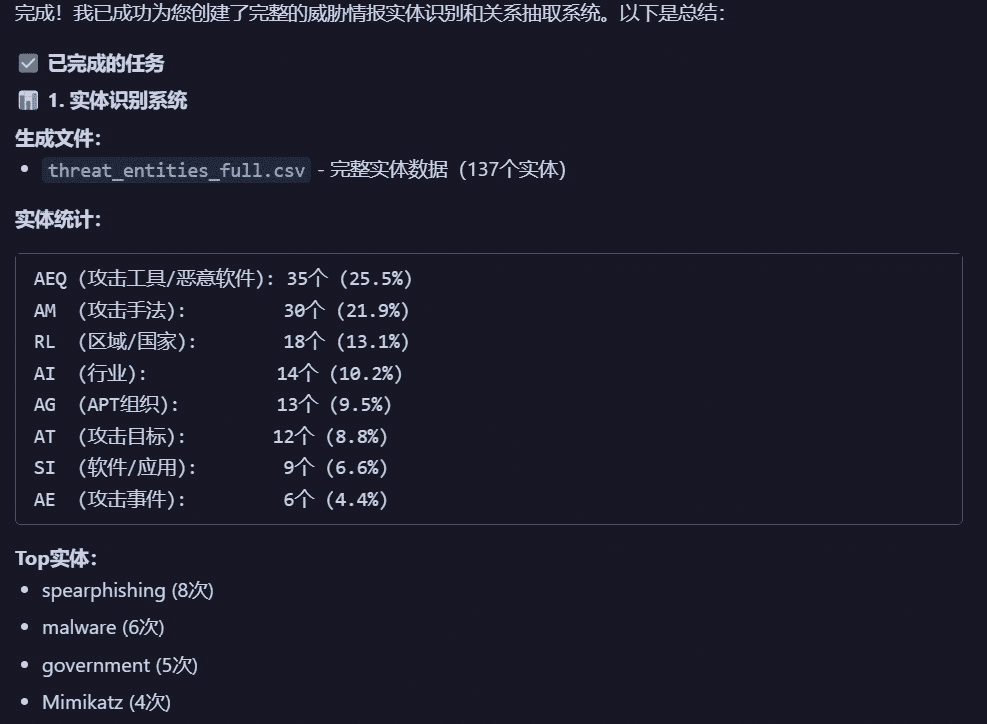 完成！我已成功为您创建了完整的威胁情报实体识别和关系抽取系统。以下是总结：
已完成的任务
1. 实体识别系统
生成文件：
• threat_entities_full.csv - 完整实体数据（137个实体）
实体统计：
AEQ (攻击工具/恶意软件): 35个 (25.5%)
AM (攻击手法): 30个 (21.9%)
RL (区域/国家): 18个 (13.1%)
AI (行业): 14个 (10.2%)
AG (APT组织): 13个 (9.5%)
AT (攻击目标): 12个 (8.8%)
SI (软件/应用): 9个 (6.6%)
AE (攻击事件): 6个 (4.4%)
Top实体：
• spearphishing (8次)
• malware (6次)
• government (5次)
• Mimikatz (4次)